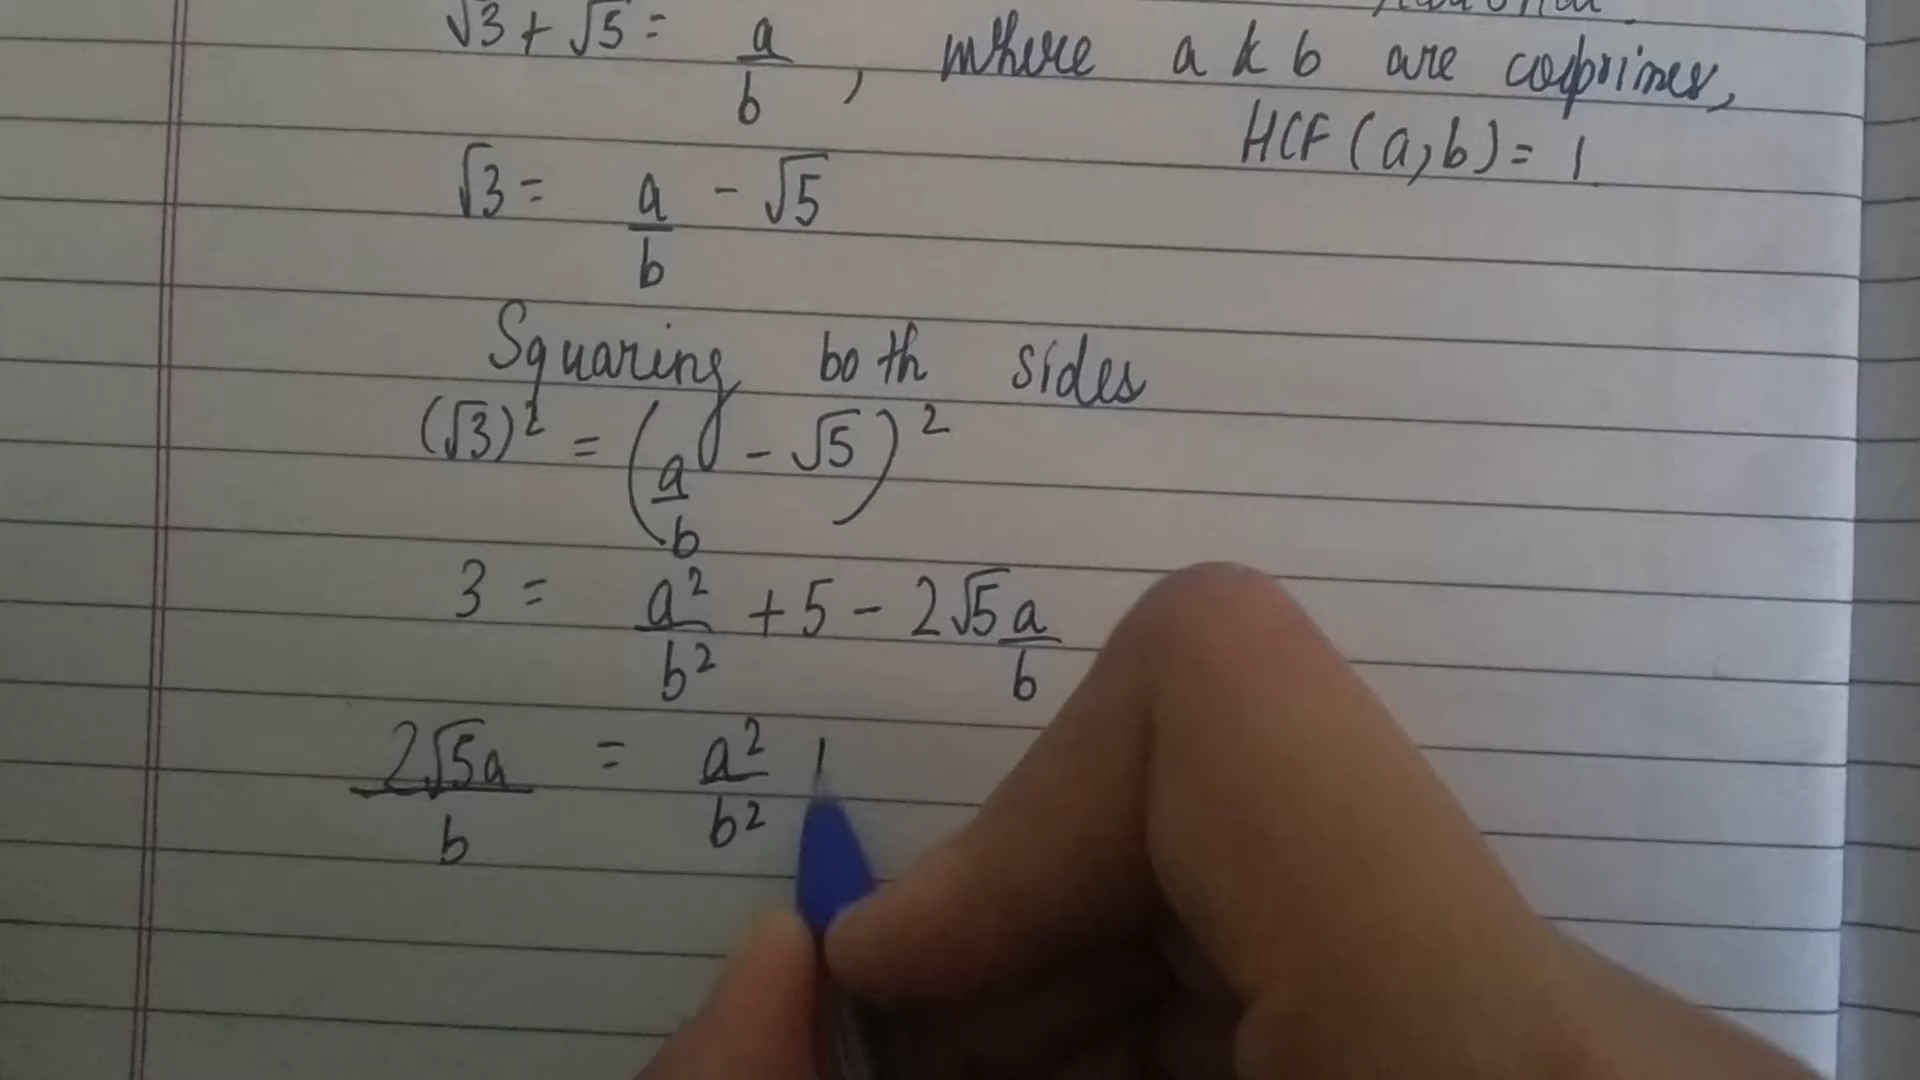 √3 + √5 = a/b , where a & b are coprimes,
HCF (a,b) = 1
√3 = a/b - √5
Squaring both sides
(√3)² = (a/b - √5)²
3 = a²/b² + 5 - 2√5a/b
2√5a/b = a²/b²